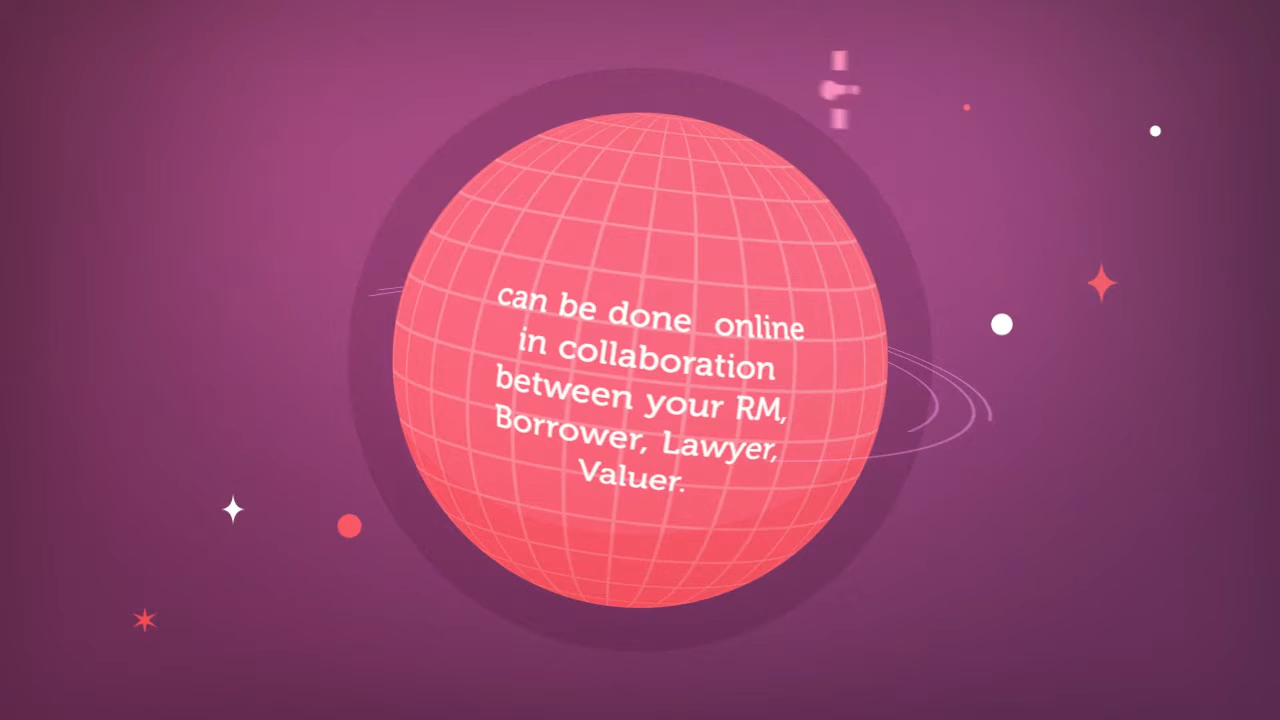 can be done online
in collaboration
between your RM,
Borrower, Lawyer,
Valuer.